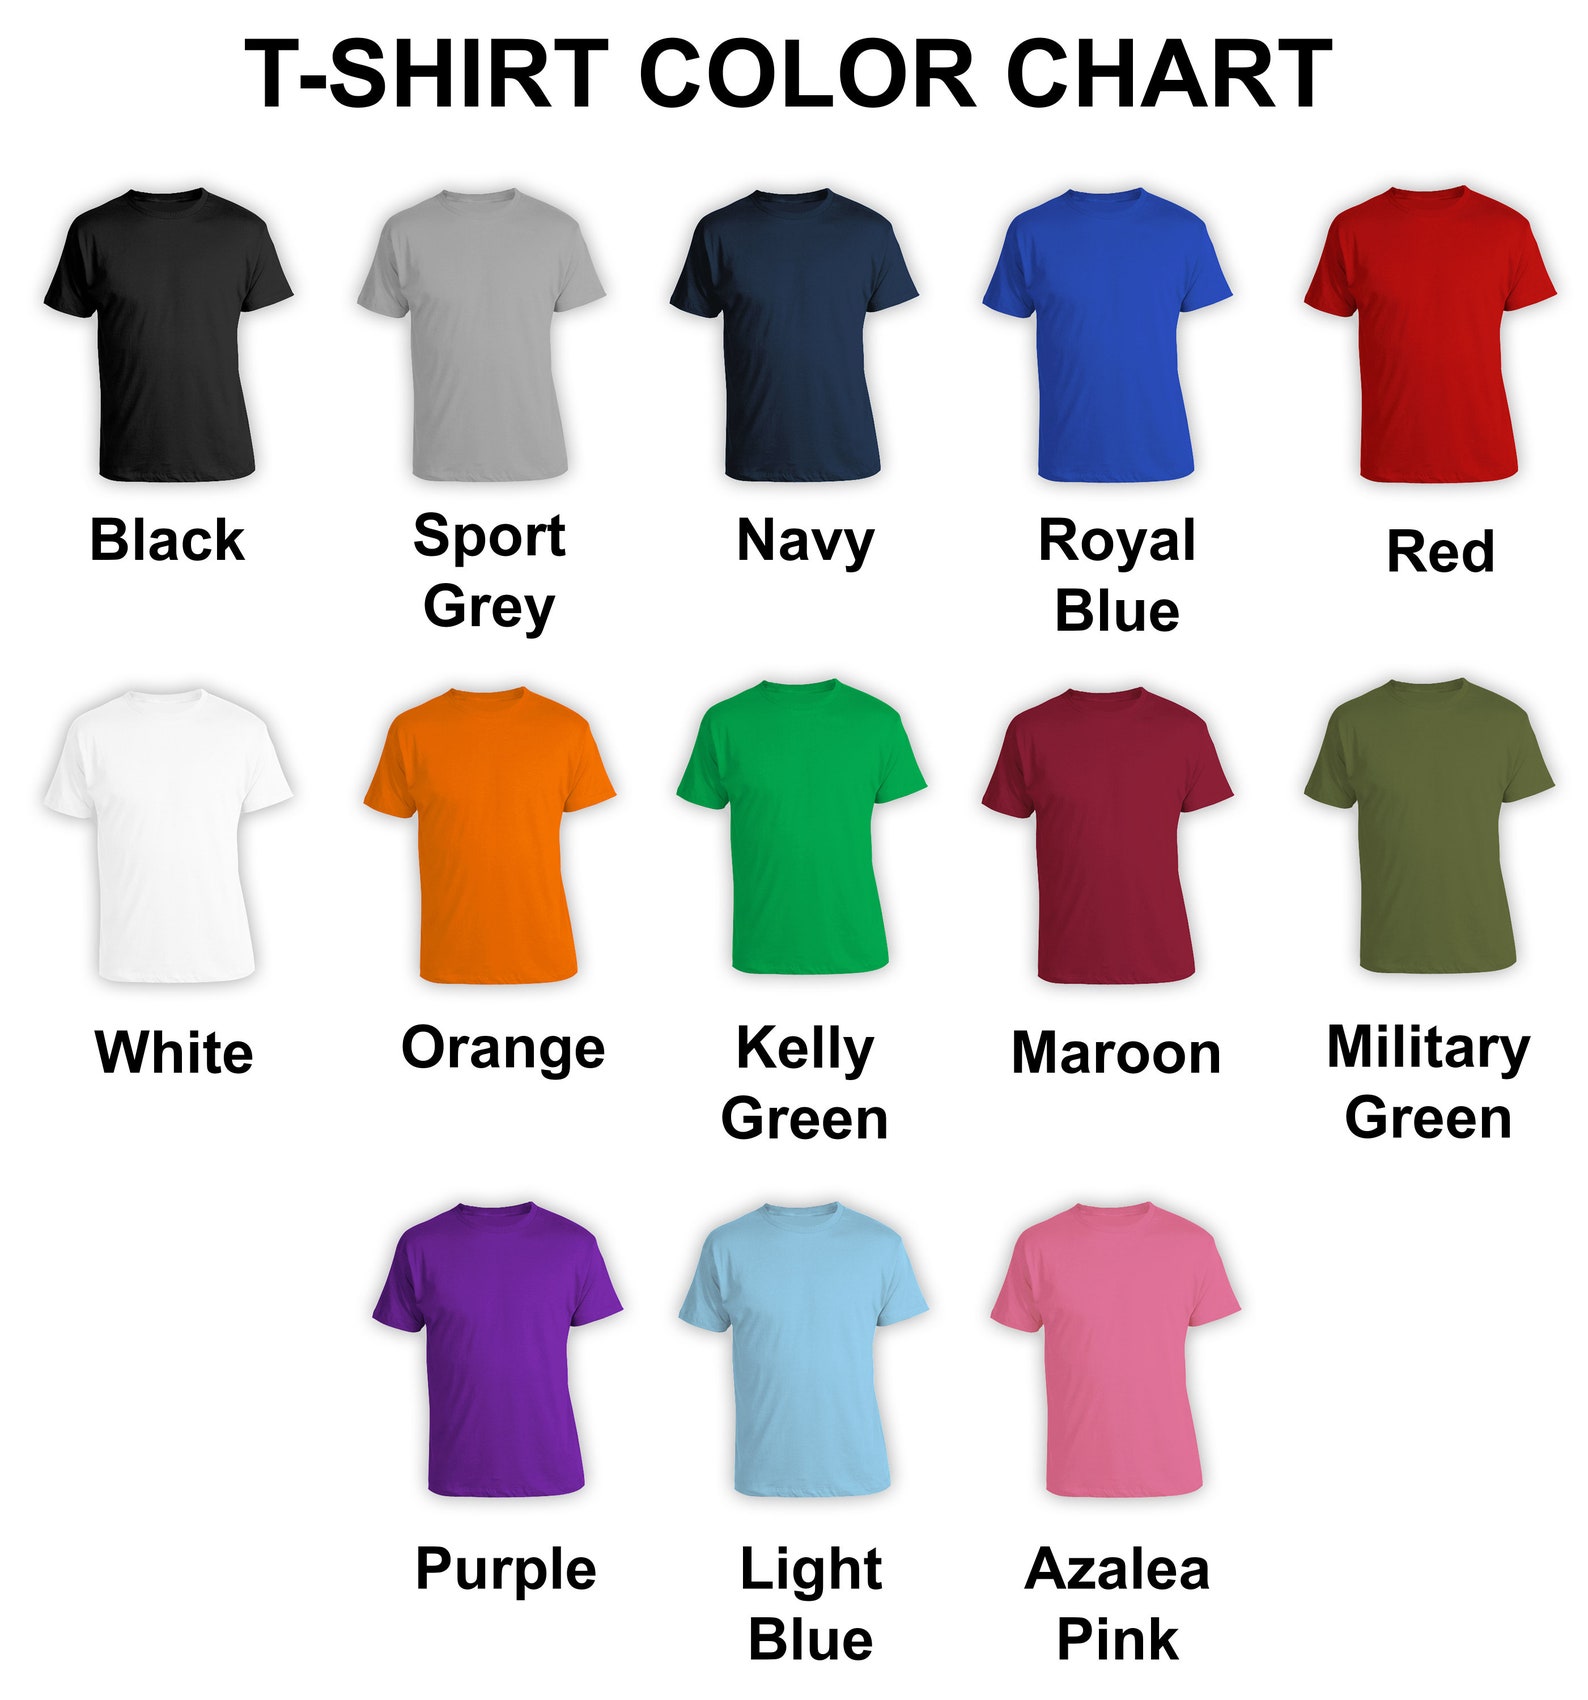 T-SHIRT COLOR CHART
Black
Sport
Grey
Navy
Royal
Blue
Red
White
Orange
Kelly
Green
Maroon
Military
Green
Purple
Light
Blue
Azalea
Pink